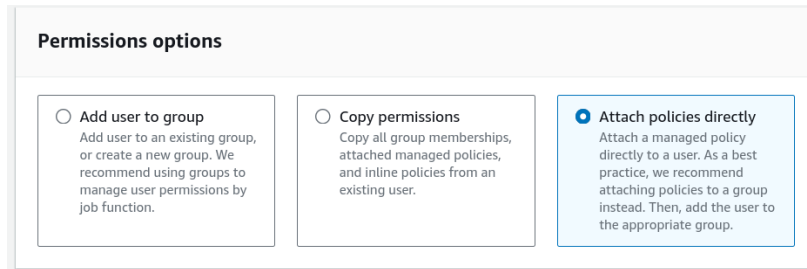 Permissions options
Add user to group
Add user to an existing group,
or create a new group. We
recommend using groups to
manage user permissions by
job function.
Copy permissions
Copy all group memberships,
attached managed policies,
and inline policies from an
existing user.
Attach policies directly
Attach a managed policy
directly to a user. As a best
practice, we recommend
attaching policies to a group
instead. Then, add the user to
the appropriate group.